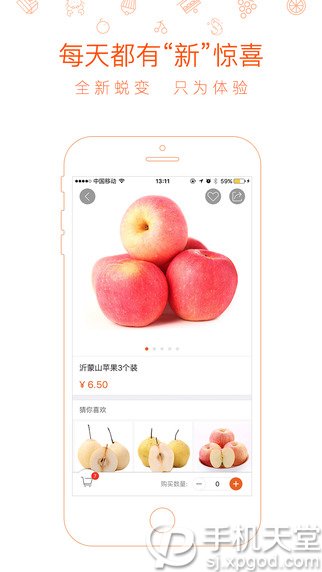 每天都有“新”惊喜
全新蜕变 只为体验
中国移动 13:11 59%
沂蒙山苹果3个装
¥ 6.50
猜你喜欢
购买数量: - 0 +
手机天堂
sj.xpgod.com